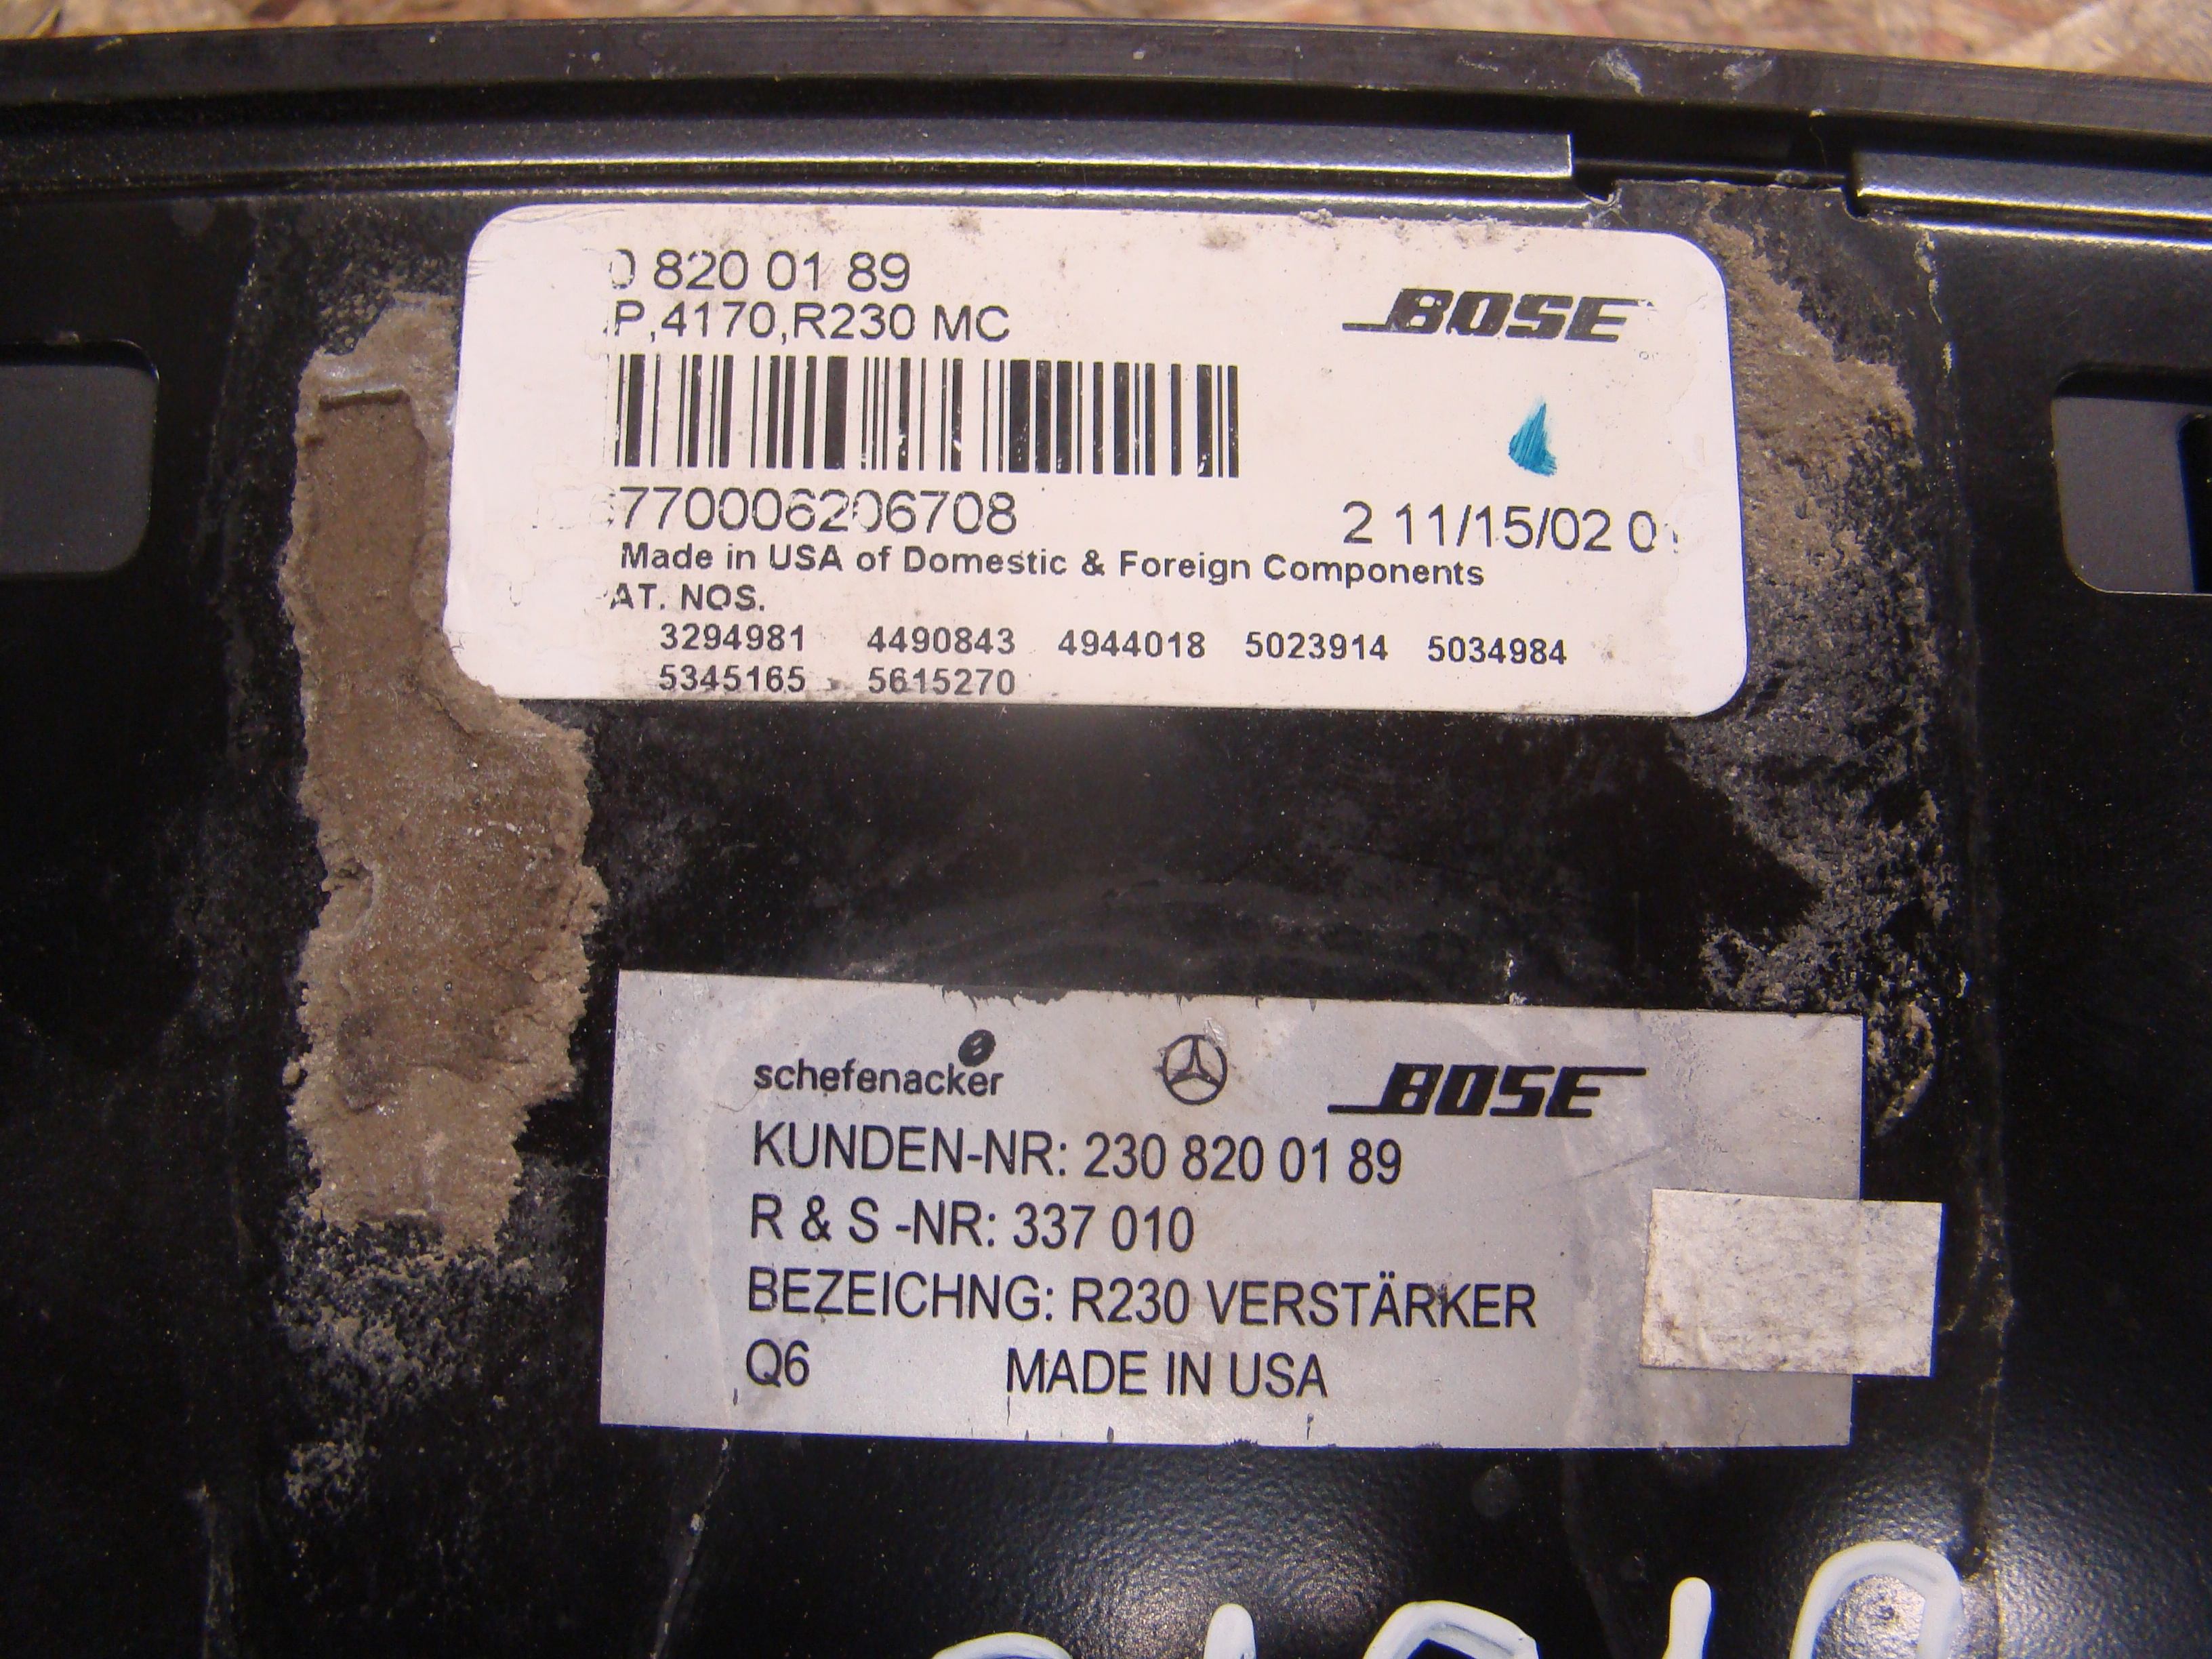 0 820 01 89
P,4170,R230 MC
BOSE
770006206708 2 11/15/02 0
Made in USA of Domestic & Foreign Components
AT. NOS.
3294981 4490843 4944018 5023914 5034984
5345165 5615270
schefenacker BOSE
KUNDEN-NR: 230 820 01 89
R & S -NR: 337 010
BEZEICHNG: R230 VERSTÄRKER
Q6 MADE IN USA